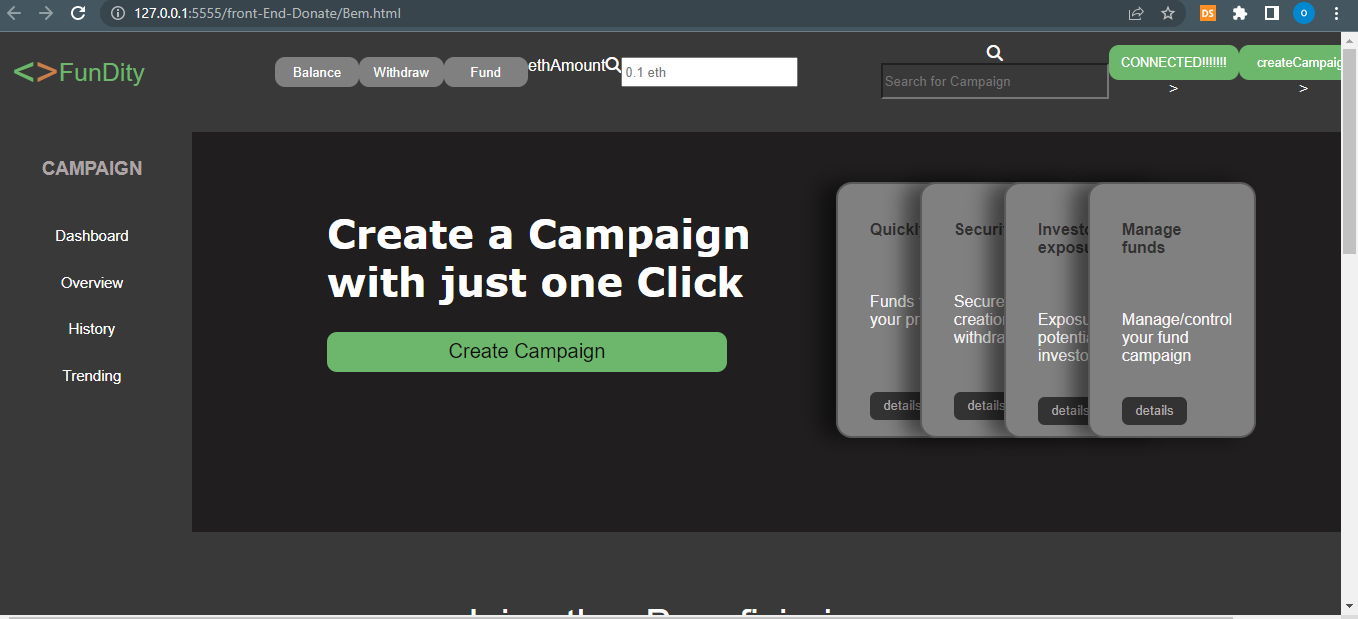 127.0.0.1:5555/front-End-Donate/Bem.html
DS
o
<>FunDity
Balance
Withdraw
Fund
ethAmount
0.1 eth
Search for Campaign
CONNECTED!!!!!!!
>
createCampaig
>
CAMPAIGN
Dashboard
Overview
History
Trending
Create a Campaign
with just one Click
Create Campaign
Funds
your pr
details
Securi
Secure
creation
withdra
details
Investo
exposu
Exposu
potentia
investo
details
Manage
funds
Manage/control
your fund
campaign
details